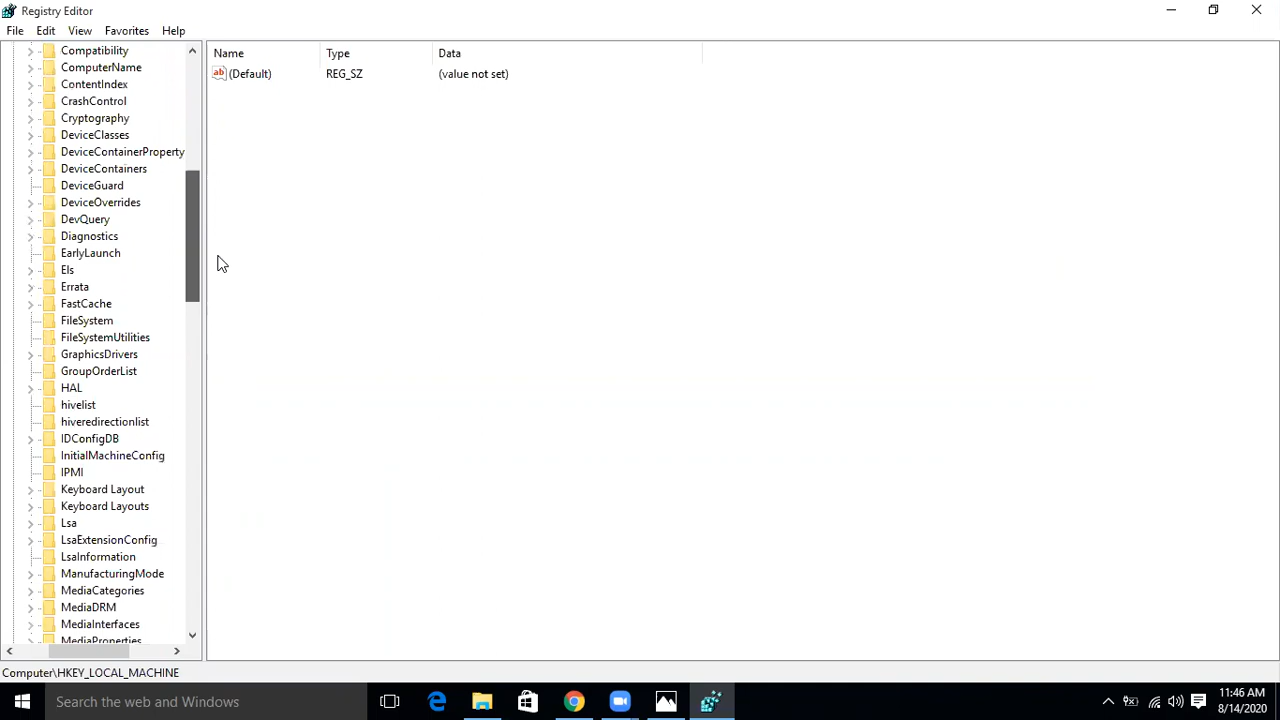 Registry Editor
File Edit View Favorites Help
Compatibility
ComputerName
ContentIndex
CrashControl
Cryptography
DeviceClasses
DeviceContainerProperty
DeviceContainers
DeviceGuard
DeviceOverrides
DevQuery
Diagnostics
EarlyLaunch
Els
Errata
FastCache
FileSystem
FileSystemUtilities
GraphicsDrivers
GroupOrderList
HAL
hivelist
hiveredirectionlist
IDConfigDB
InitialMachineConfig
IPMI
Keyboard Layout
Keyboard Layouts
Lsa
LsaExtensionConfig
LsaInformation
ManufacturingMode
MediaCategories
MediaDRM
MediaInterfaces
MediaProperties
Name Type Data
ab (Default) REG_SZ (value not set)
Computer\HKEY_LOCAL_MACHINE
Search the web and Windows
11:46 AM
8/14/2020